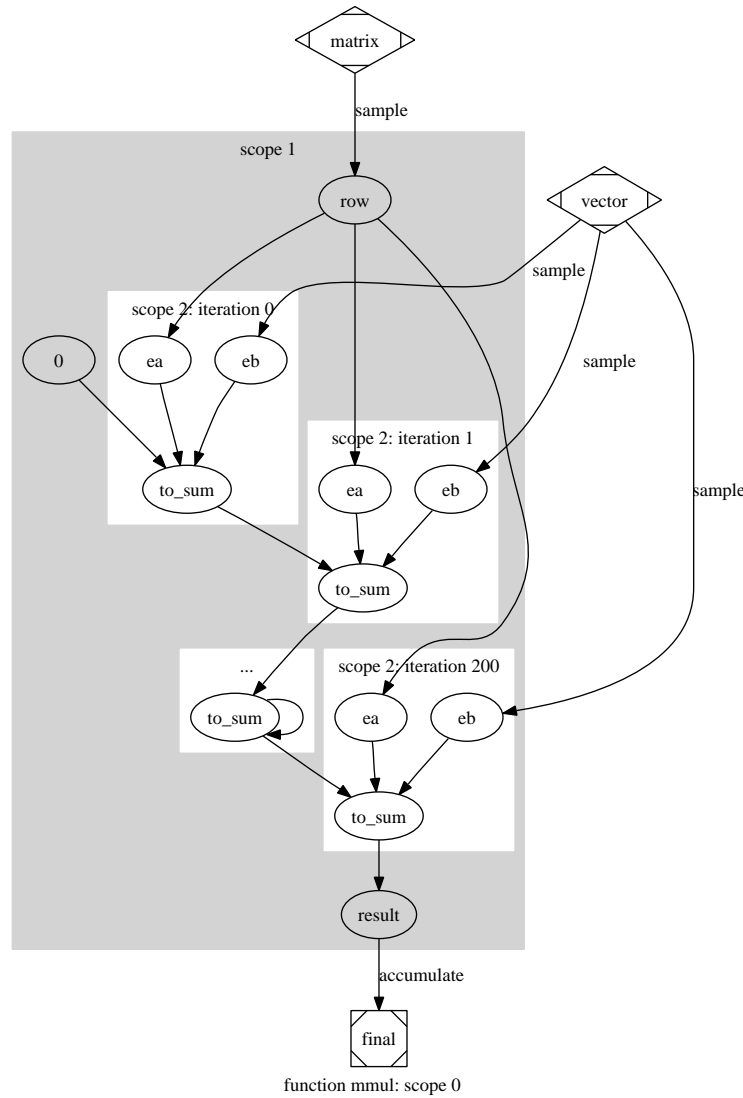 matrix
sample
scope 1
row
vector
sample
scope 2: iteration 0
0
ea
eb
sample
scope 2: iteration 1
to_sum
ea
eb
sample
to_sum
...
scope 2: iteration 200
to_sum
ea
eb
to_sum
result
accumulate
final
function mmul: scope 0